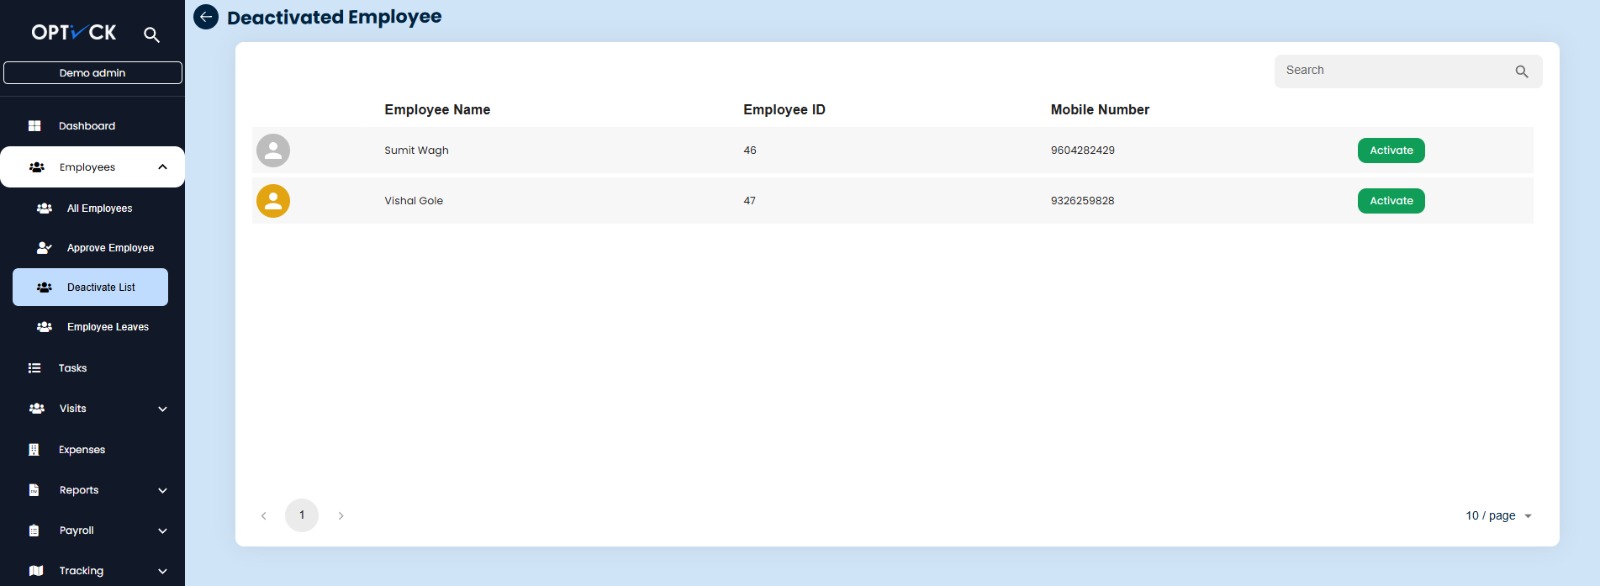 OPTVCK
Demo admin
Dashboard
Employees
All Employees
Approve Employee
Deactivate List
Employee Leaves
Tasks
Visits
Expenses
Reports
Payroll
Tracking
Deactivated Employee
Search
Employee Name Employee ID Mobile Number
Sumit Wagh 46 9604282429 Activate
Vishal Gole 47 9326259828 Activate
1
10 / page